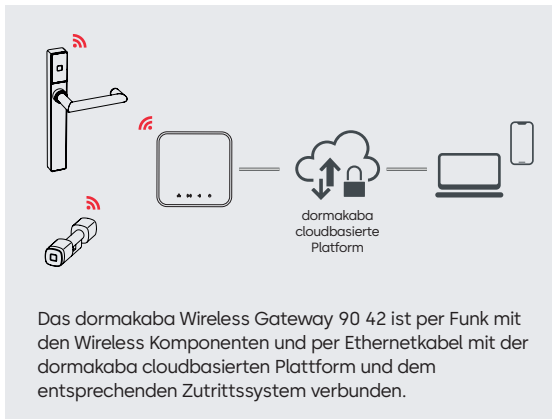 dormakaba
cloudbasierte
Platform
Das dormakaba Wireless Gateway 90 42 ist per Funk mit
den Wireless Komponenten und per Ethernetkabel mit der
dormakaba cloudbasierten Plattform und dem
entsprechenden Zutrittssystem verbunden.